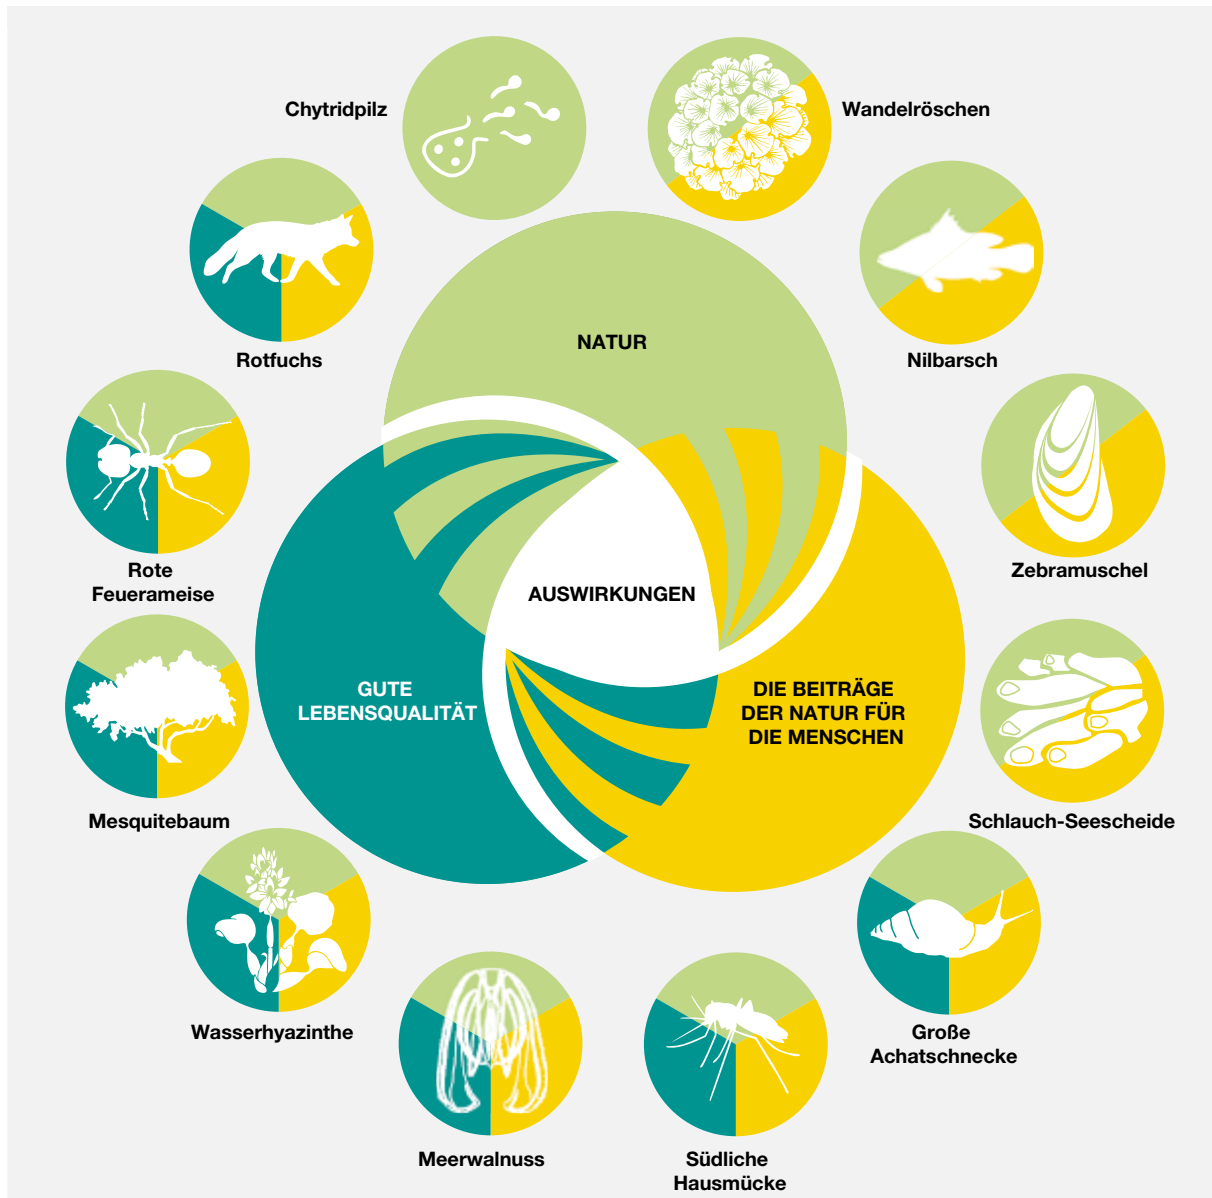 Chytridpilz
Wandelröschen
Rotfuchs
Nilbarsch
NATUR
Rote
Feuerameise
Zebramuschel
AUSWIRKUNGEN
GUTE
LEBENSQUALITÄT
DIE BEITRÄGE
DER NATUR FÜR
DIE MENSCHEN
Mesquitebaum
Schlauch-Seescheide
Wasserhyazinthe
Große
Achatschnecke
Meerwalnuss
Südliche
Hausmücke